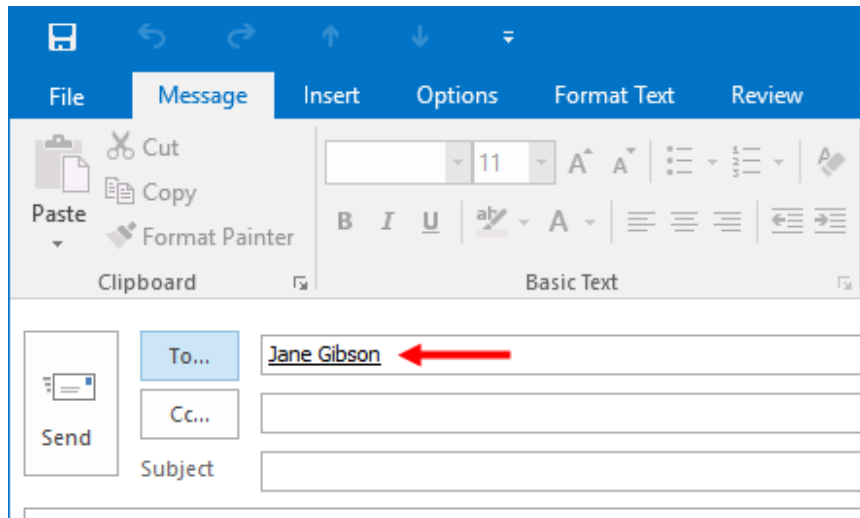 File Message Insert Options Format Text Review
Cut
11
Copy
Paste
B I U A
Format Painter
Clipboard Basic Text
To... Jane Gibson
Cc...
Send
Subject